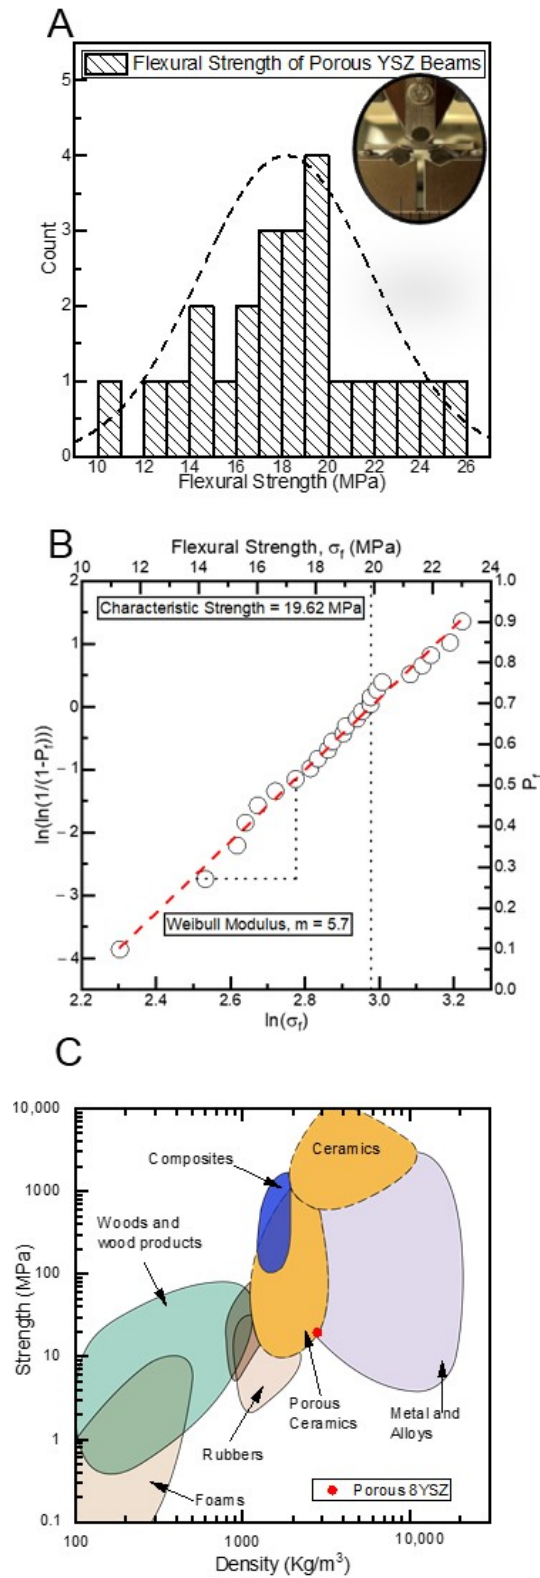 A
Flexural Strength of Porous YSZ Beams
5
4
3
2
1
0
Count
10 12 14 16 18 20 22 24 26
Flexural Strength (MPa)
B
Flexural Strength, σf (MPa)
10 12 14 16 18 20 22 24
2
1
0
-1
-2
-3
-4
ln(ln(1/(1-Pf)))
Characteristic Strength = 19.62 MPa
Weibull Modulus, m = 5.7
1.0
0.9
0.8
0.7
0.6
0.5
0.4
0.3
0.2
0.1
0.0
Pf
2.2 2.4 2.6 2.8 3.0 3.2
ln(σf)
C
10,000
1000
100
10
1
0.1
Strength (MPa)
Ceramics
Composites
Woods and
wood products
Porous
Ceramics
Metal and
Alloys
Rubbers
Foams
Porous 8YSZ
100 1000 10,000
Density (Kg/m³)